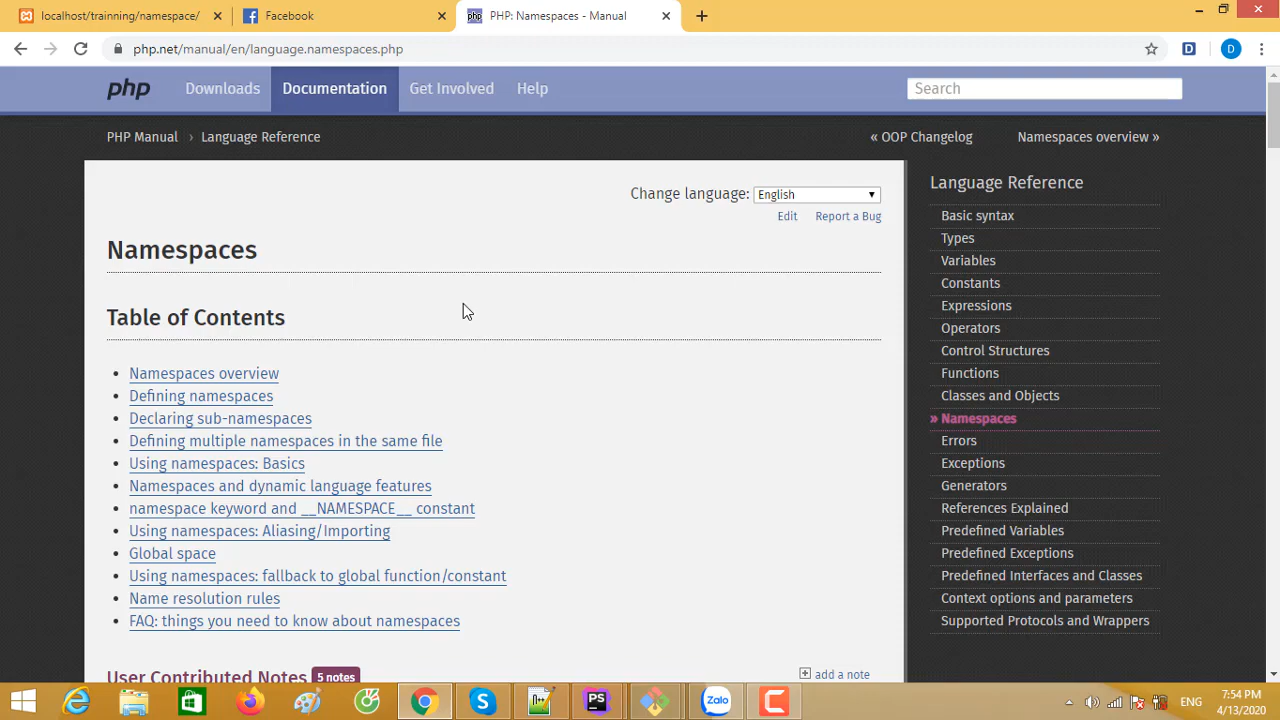 localhost/trainning/namespace/
Facebook
PHP: Namespaces - Manual
php.net/manual/en/language.namespaces.php
D
D
php
Downloads
Documentation
Get Involved
Help
Search
PHP Manual › Language Reference
« OOP Changelog
Namespaces overview »
Change language: English
Edit
Report a Bug
Namespaces
Table of Contents
Namespaces overview
Defining namespaces
Declaring sub-namespaces
Defining multiple namespaces in the same file
Using namespaces: Basics
Namespaces and dynamic language features
namespace keyword and __NAMESPACE__ constant
Using namespaces: Aliasing/Importing
Global space
Using namespaces: fallback to global function/constant
Name resolution rules
FAQ: things you need to know about namespaces
User Contributed Notes 5 notes
add a note
Language Reference
Basic syntax
Types
Variables
Constants
Expressions
Operators
Control Structures
Functions
Classes and Objects
» Namespaces
Errors
Exceptions
Generators
References Explained
Predefined Variables
Predefined Exceptions
Predefined Interfaces and Classes
Context options and parameters
Supported Protocols and Wrappers
PS
Zalo
ENG
7:54 PM
4/13/2020